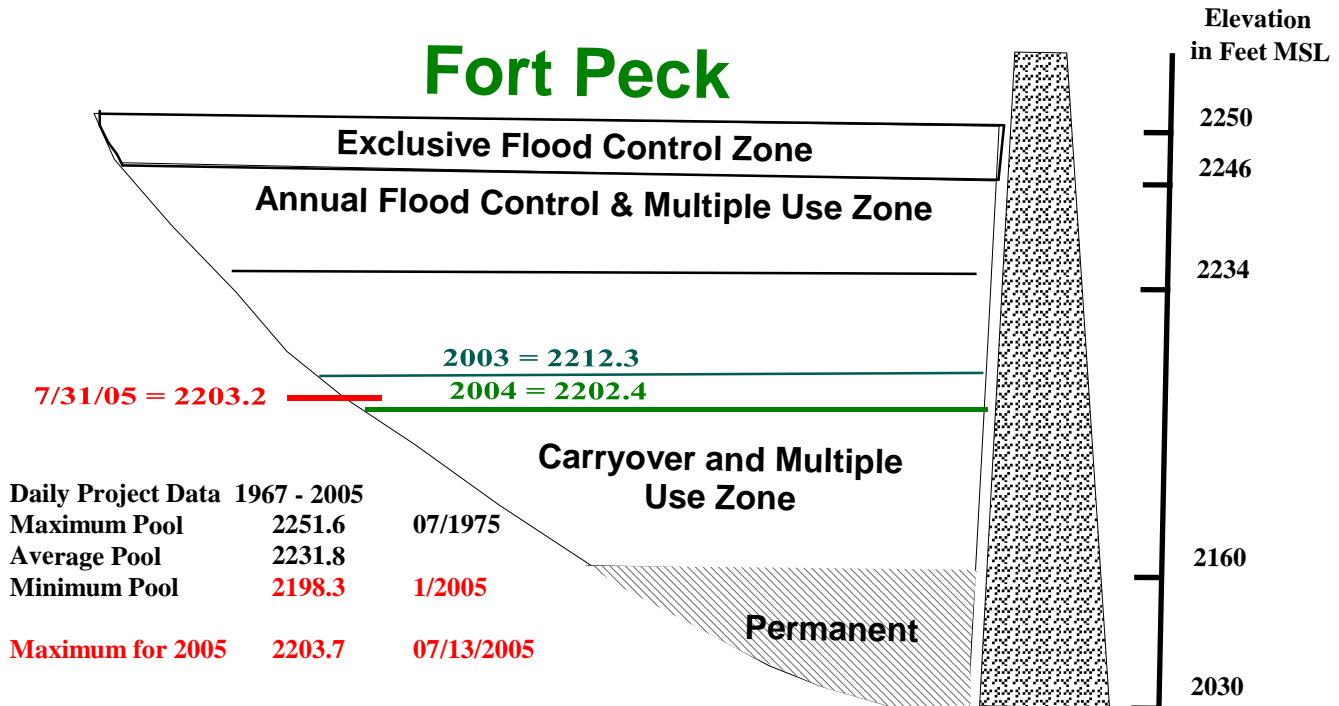 Elevation
in Feet MSL
Fort Peck
2250
Exclusive Flood Control Zone
2246
Annual Flood Control & Multiple Use Zone
2234
2003 = 2212.3
7/31/05 = 2203.2
2004 = 2202.4
Carryover and Multiple
Use Zone
Daily Project Data 1967 - 2005
Maximum Pool 2251.6 07/1975
Average Pool 2231.8
2160
Minimum Pool 2198.3 1/2005
Permanent
Maximum for 2005 2203.7 07/13/2005
2030